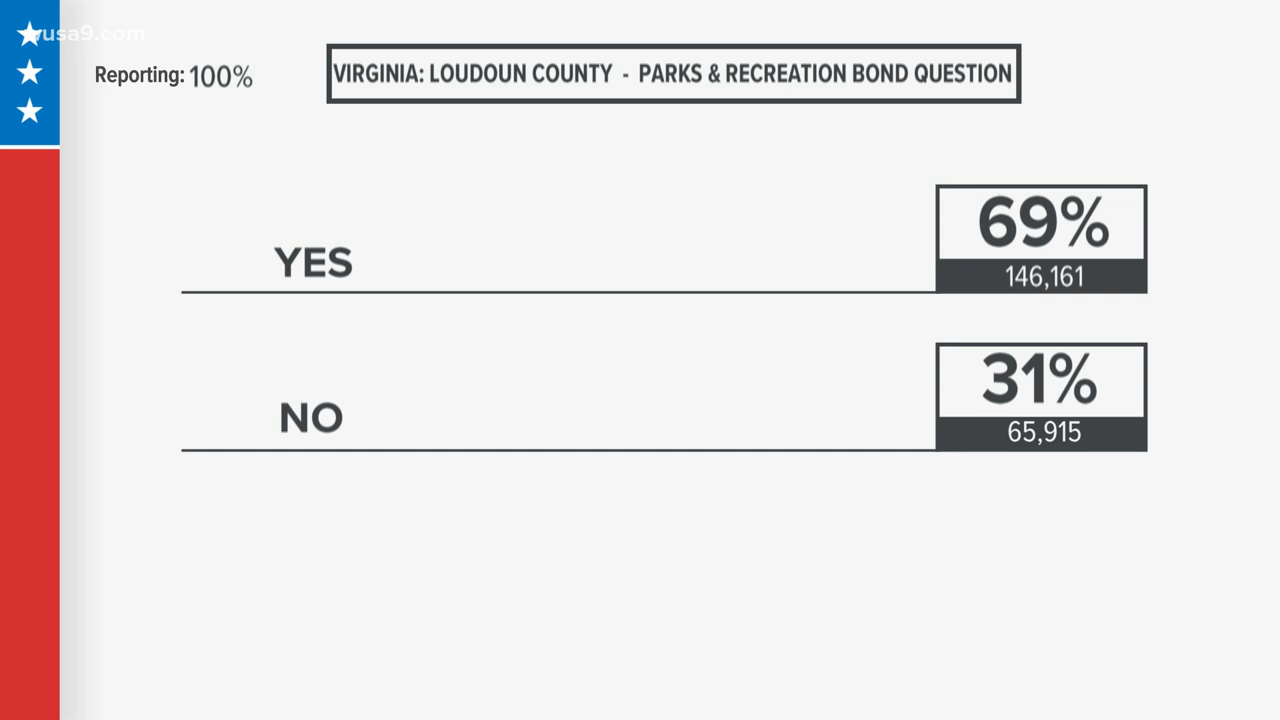 wusa9.com
Reporting: 100%
VIRGINIA: LOUDOUN COUNTY - PARKS & RECREATION BOND QUESTION
69%
YES
146,161
31%
NO
65,915